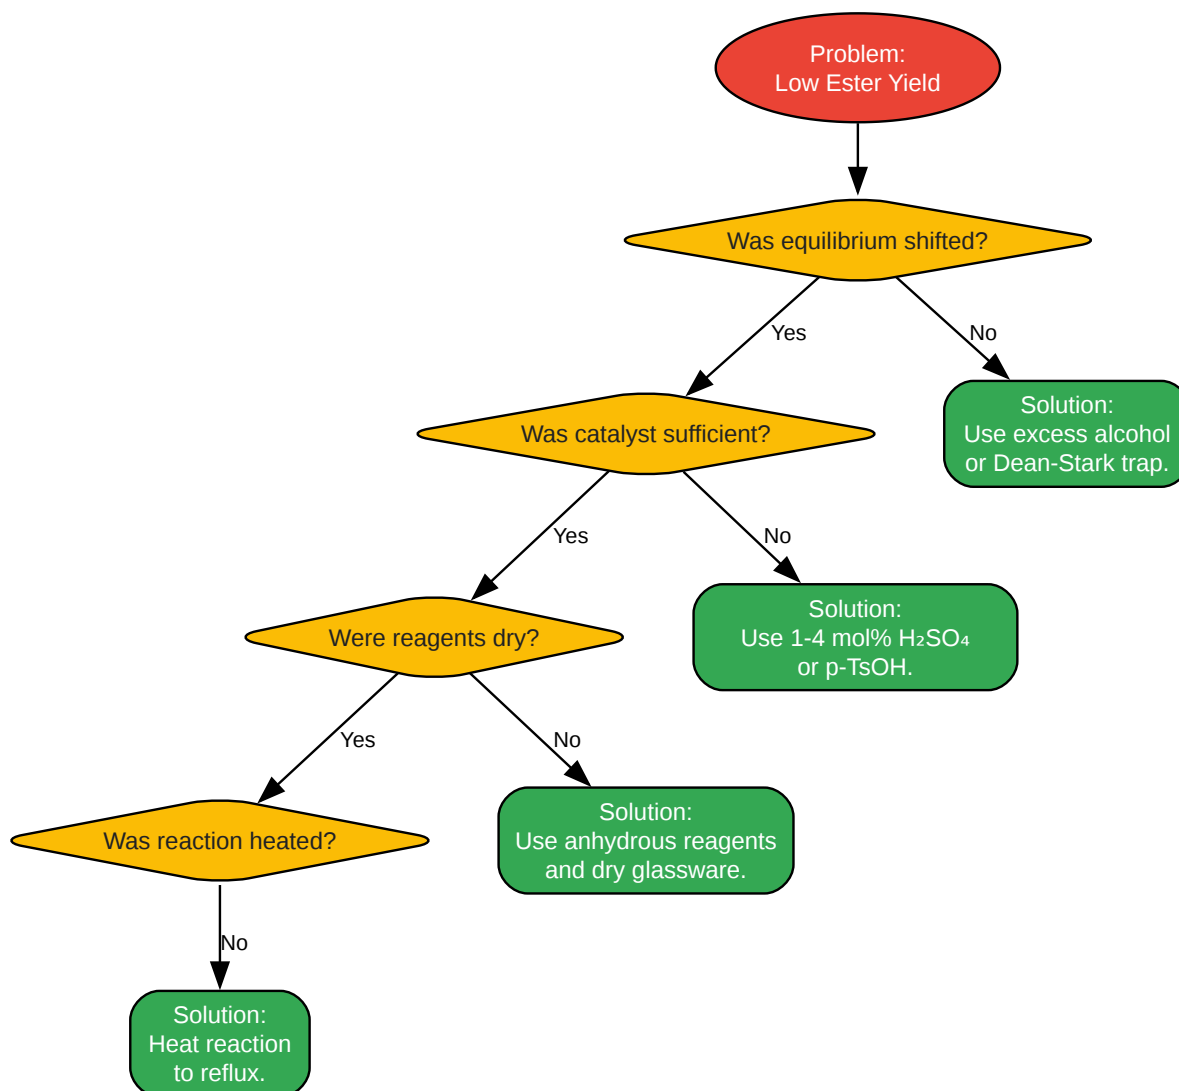 Problem:
Low Ester Yield
Was equilibrium shifted?
Yes
No
Solution:
Use excess alcohol
or Dean-Stark trap.
Was catalyst sufficient?
Yes
No
Solution:
Use 1-4 mol% H₂SO₄
or p-TsOH.
Were reagents dry?
Yes
No
Solution:
Use anhydrous reagents
and dry glassware.
Was reaction heated?
No
Solution:
Heat reaction
to reflux.